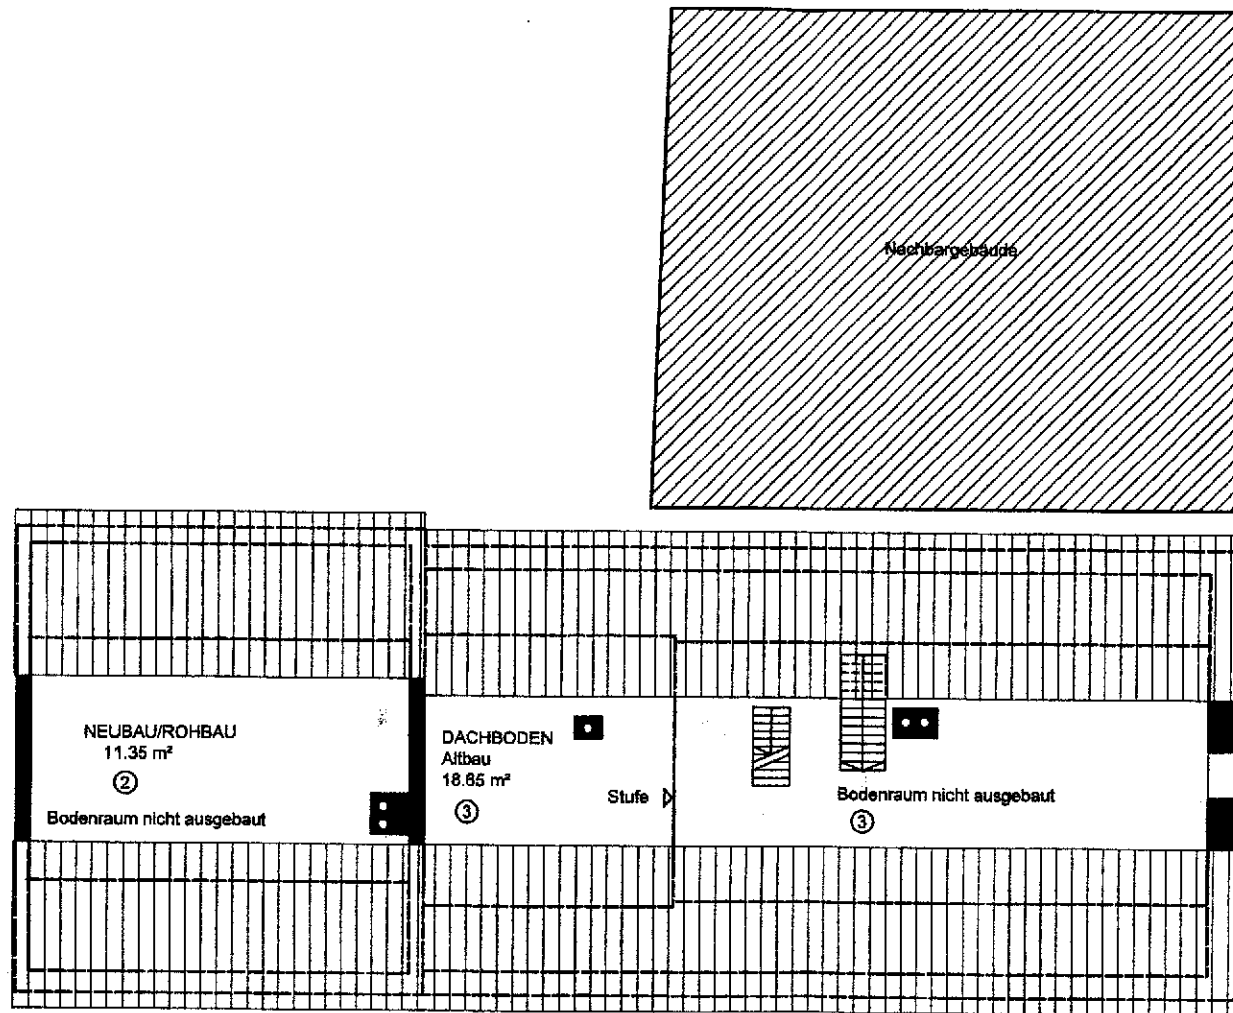 Nachbargebäude
NEUBAU/ROHBAU
11.35 m²
②
Bodenraum nicht ausgebaut
DACHBODEN
Altbau
18.65 m²
③
Stufe
Bodenraum nicht ausgebaut
③